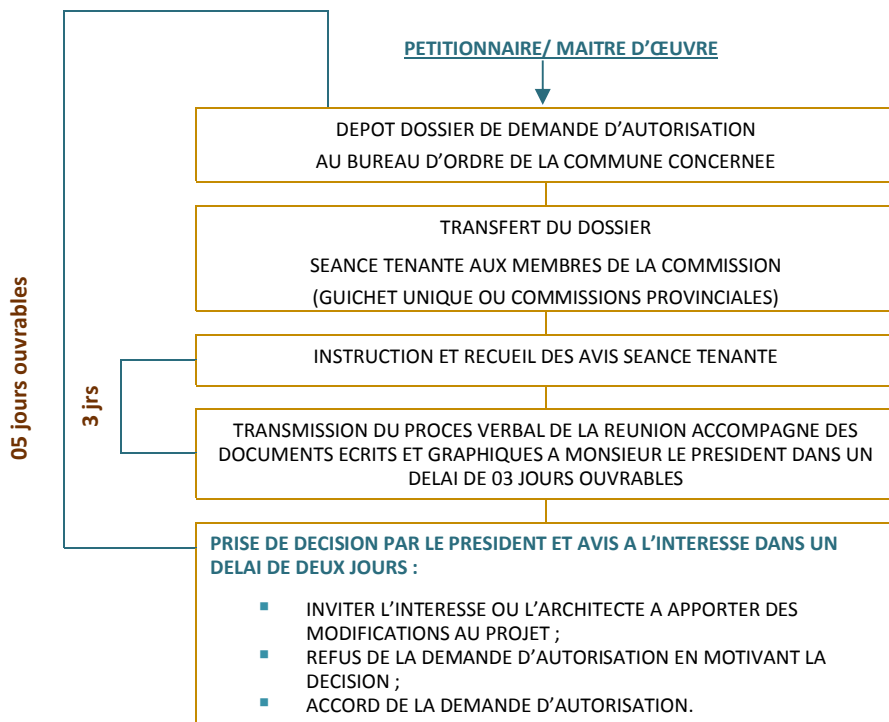 PETITIONNAIRE/ MAITRE D’ŒUVRE
DEPOT DOSSIER DE DEMANDE D’AUTORISATION
AU BUREAU D’ORDRE DE LA COMMUNE CONCERNEE
TRANSFERT DU DOSSIER
SEANCE TENANTE AUX MEMBRES DE LA COMMISSION
(GUICHET UNIQUE OU COMMISSIONS PROVINCIALES)
05 jours ouvrables
3 jrs
INSTRUCTION ET RECUEIL DES AVIS SEANCE TENANTE
TRANSMISSION DU PROCES VERBAL DE LA REUNION ACCOMPAGNE DES
DOCUMENTS ECRITS ET GRAPHIQUES A MONSIEUR LE PRESIDENT DANS UN
DELAI DE 03 JOURS OUVRABLES
PRISE DE DECISION PAR LE PRESIDENT ET AVIS A L’INTERESSE DANS UN
DELAI DE DEUX JOURS :
▪ INVITER L’INTERESSE OU L’ARCHITECTE A APPORTER DES
MODIFICATIONS AU PROJET ;
▪ REFUS DE LA DEMANDE D’AUTORISATION EN MOTIVANT LA
DECISION ;
▪ ACCORD DE LA DEMANDE D’AUTORISATION.